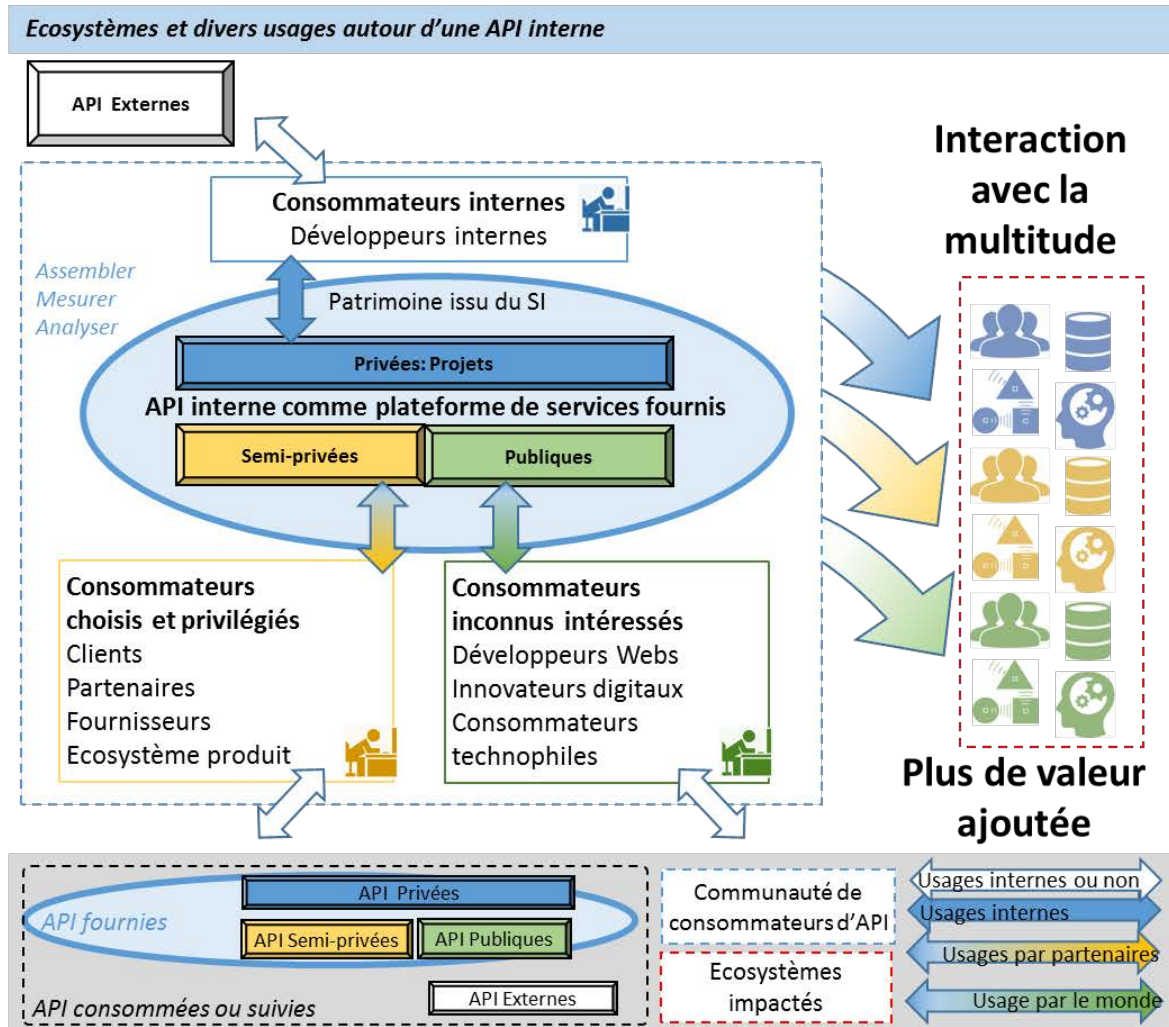 Ecosystèmes et divers usages autour d’une API interne
API Externes
Interaction
avec la
multitude
Consommateurs internes
Développeurs internes
Assembler
Mesurer
Analyser
Patrimoine issu du SI
Privées: Projets
API interne comme plateforme de services fournis
Semi-privées
Publiques
Consommateurs
choisis et privilégiés
Clients
Partenaires
Fournisseurs
Ecosystème produit
Consommateurs
inconnus intéressés
Développeurs Webs
Innovateurs digitaux
Consommateurs
technophiles
Plus de valeur
ajoutée
API Privées
API fournies
API Semi-privées
API Publiques
API Externes
API consommées ou suivies
Communauté de
consommateurs d’API
Ecosystèmes
impactés
Usages internes ou non
Usages internes
Usages par partenaires
Usage par le monde